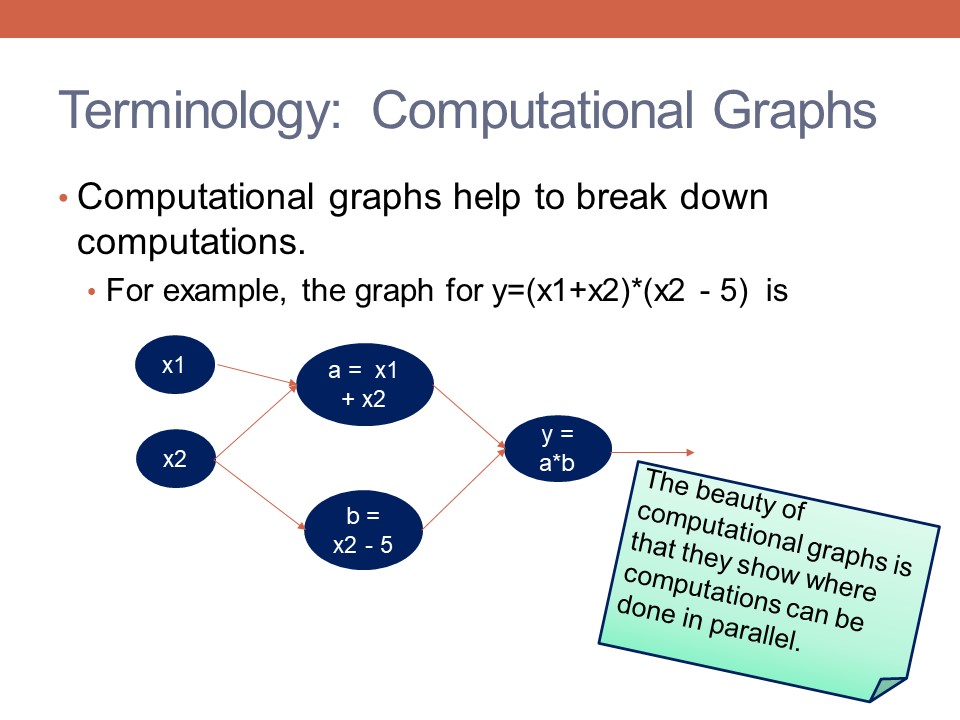 Terminology: Computational Graphs
• Computational graphs help to break down
computations.
• For example, the graph for y=(x1+x2)*(x2 - 5) is
x1
a = x1
+ x2
x2
y =
a*b
b =
x2 - 5
The beauty of
computational graphs is
that they show where
computations can be
done in parallel.